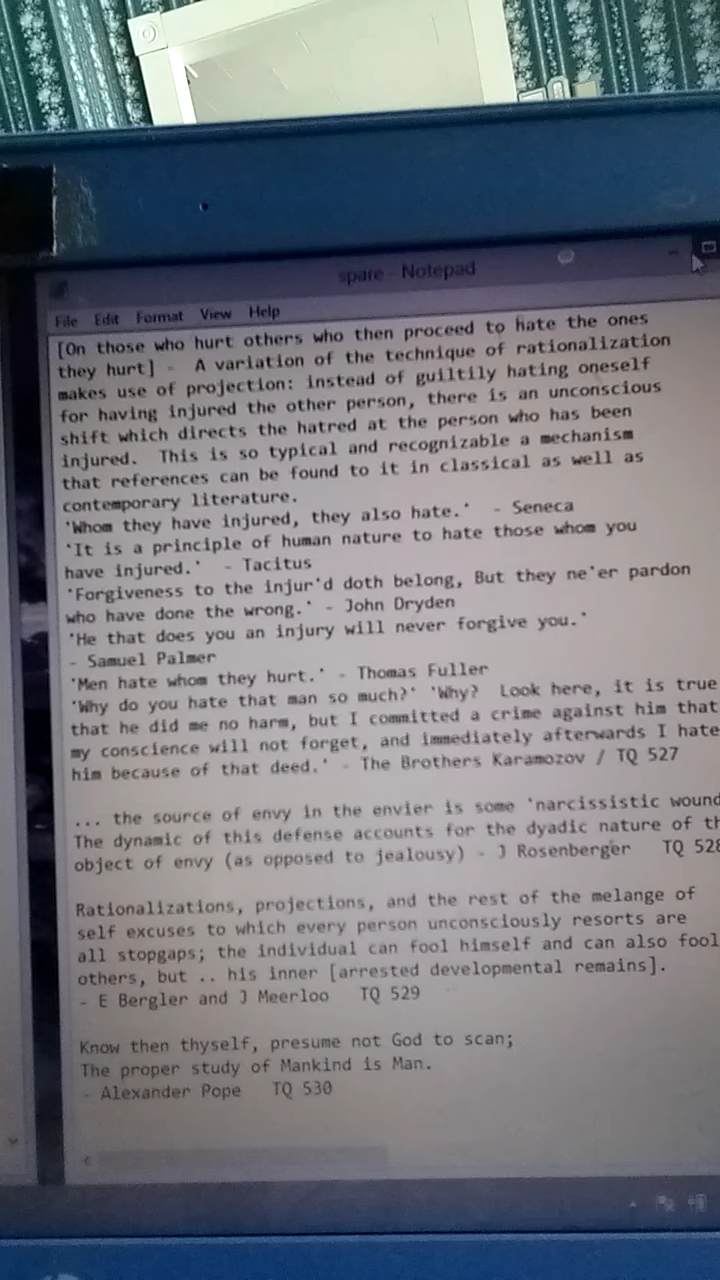 spare - Notepad
File Edit Format View Help
[On those who hurt others who then proceed to hate the ones
they hurt] - A variation of the technique of rationalization
makes use of projection: instead of guiltily hating oneself
for having injured the other person, there is an unconscious
shift which directs the hatred at the person who has been
injured. This is so typical and recognizable a mechanism
that references can be found to it in classical as well as
contemporary literature.
'Whom they have injured, they also hate.' - Seneca
'It is a principle of human nature to hate those whom you
have injured.' - Tacitus
'Forgiveness to the injur'd doth belong, But they ne'er pardon
who have done the wrong.' - John Dryden
'He that does you an injury will never forgive you.'
- Samuel Palmer
'Men hate whom they hurt.' - Thomas Fuller
'Why do you hate that man so much?' 'Why? Look here, it is true
that he did me no harm, but I committed a crime against him that
my conscience will not forget, and immediately afterwards I hate
him because of that deed.' - The Brothers Karamozov / TQ 527
... the source of envy in the envier is some 'narcissistic wound
The dynamic of this defense accounts for the dyadic nature of th
object of envy (as opposed to jealousy) - J Rosenberger TQ 528
Rationalizations, projections, and the rest of the melange of
self excuses to which every person unconsciously resorts are
all stopgaps; the individual can fool himself and can also fool
others, but .. his inner [arrested developmental remains].
- E Bergler and J Meerloo TQ 529
Know then thyself, presume not God to scan;
The proper study of Mankind is Man.
- Alexander Pope TQ 530